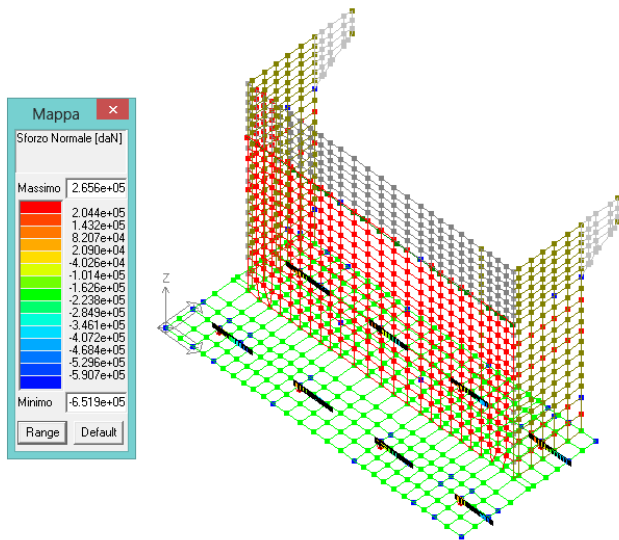 Mappa
Sforzo Normale [daN]
Massimo 2.656e+05
2.044e+05
1.432e+05
8.207e+04
2.090e+04
-4.026e+04
-1.014e+05
-1.626e+05
-2.238e+05
-2.849e+05
-3.461e+05
-4.072e+05
-4.684e+05
-5.296e+05
-5.907e+05
Minimo -6.519e+05
Range Default
Z